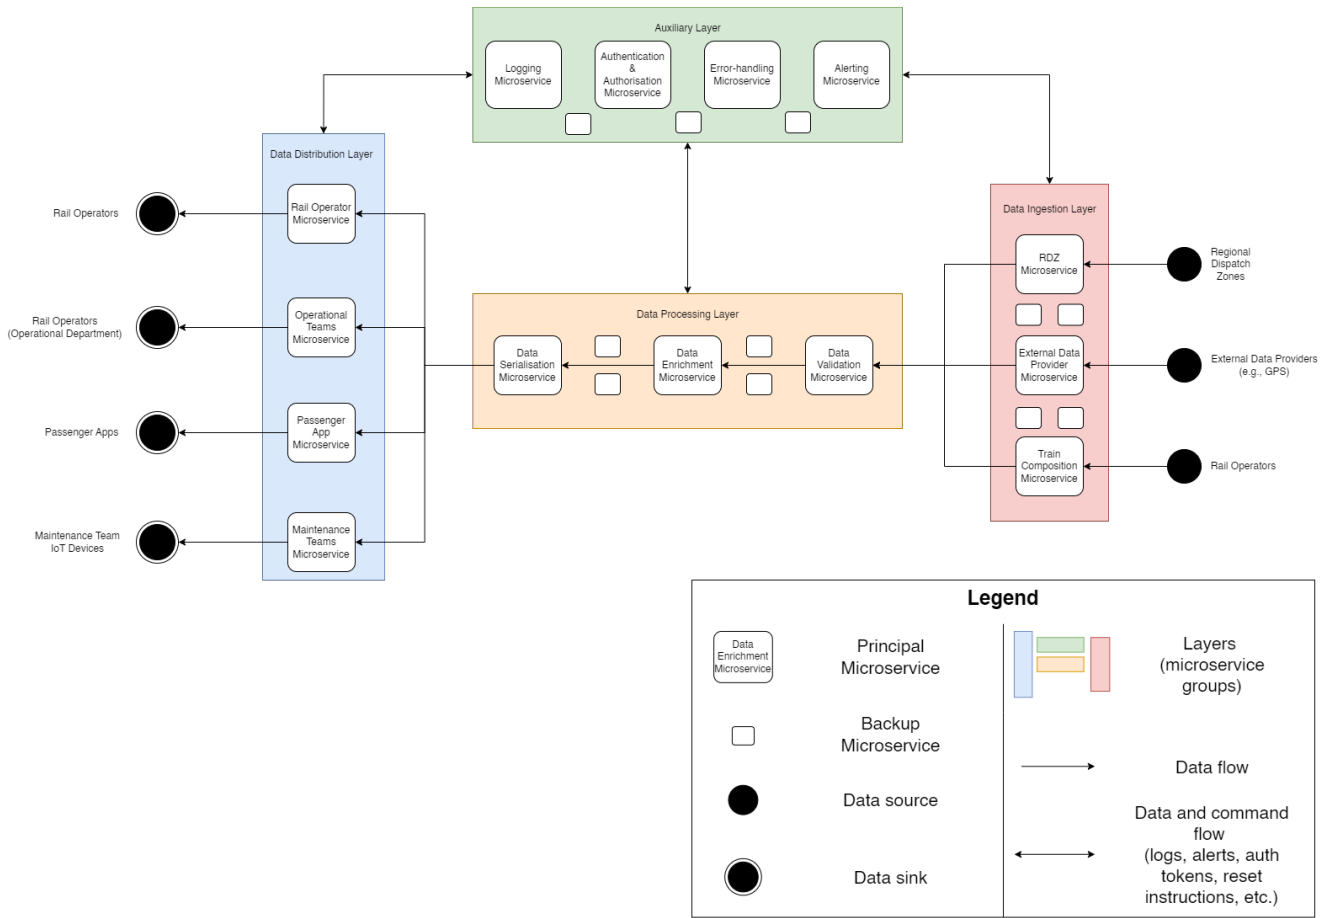 Auxiliary Layer
Logging
Microservice
Authentication
&
Authorisation
Microservice
Error-handling
Microservice
Alerting
Microservice
Data Distribution Layer
Rail Operator
Microservice
Operational
Teams
Microservice
Passenger
App
Microservice
Maintenance
Teams
Microservice
Rail Operators
Rail Operators
(Operational Department)
Passenger Apps
Maintenance Team
IoT Devices
Data Processing Layer
Data
Serialisation
Microservice
Data
Enrichment
Microservice
Data
Validation
Microservice
Data Ingestion Layer
RDZ
Microservice
External Data
Provider
Microservice
Train
Composition
Microservice
Regional
Dispatch
Zones
External Data Providers
(e.g., GPS)
Rail Operators
Legend
Data
Enrichment
Microservice
Principal
Microservice
Backup
Microservice
Data source
Data sink
Layers
(microservice
groups)
Data flow
Data and command
flow
(logs, alerts, auth
tokens, reset
instructions, etc.)